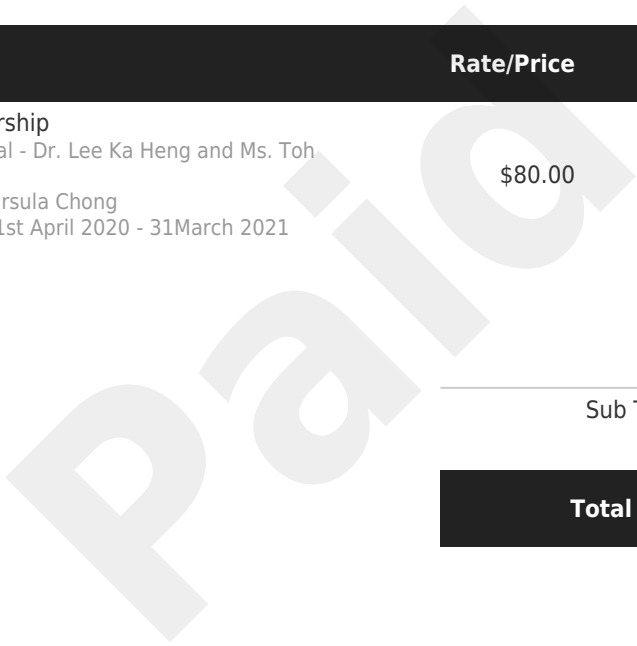 Rate/Price
rship
al - Dr. Lee Ka Heng and Ms. Toh
$80.00
rsula Chong
1st April 2020 - 31March 2021
Sub T
Total
Paid